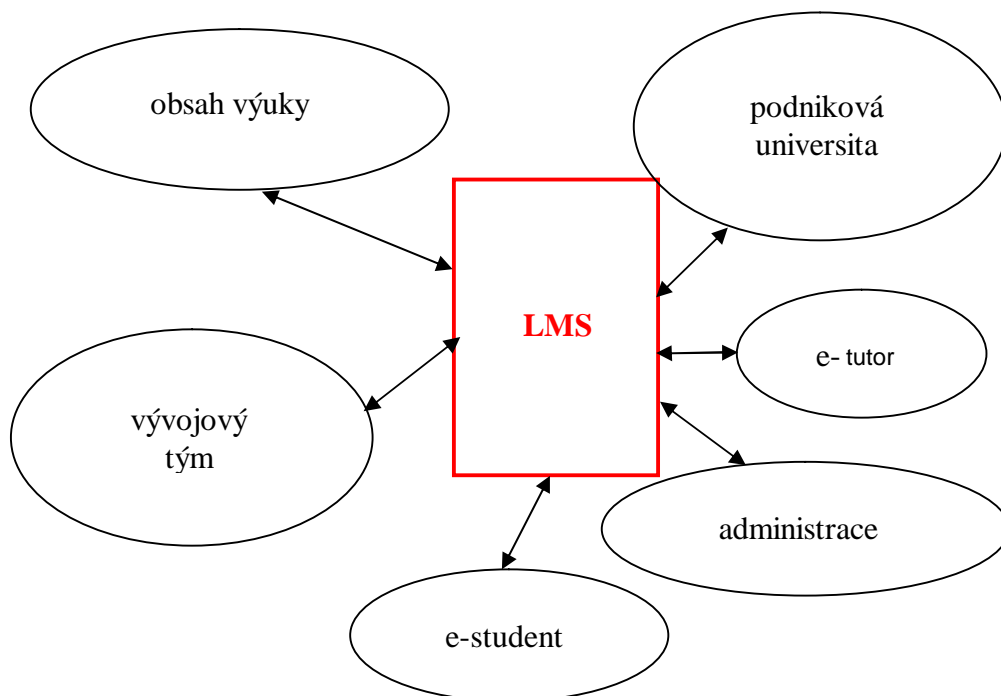 obsah výuky
podniková
universita
LMS
e- tutor
vývojový
tým
administrace
e-student